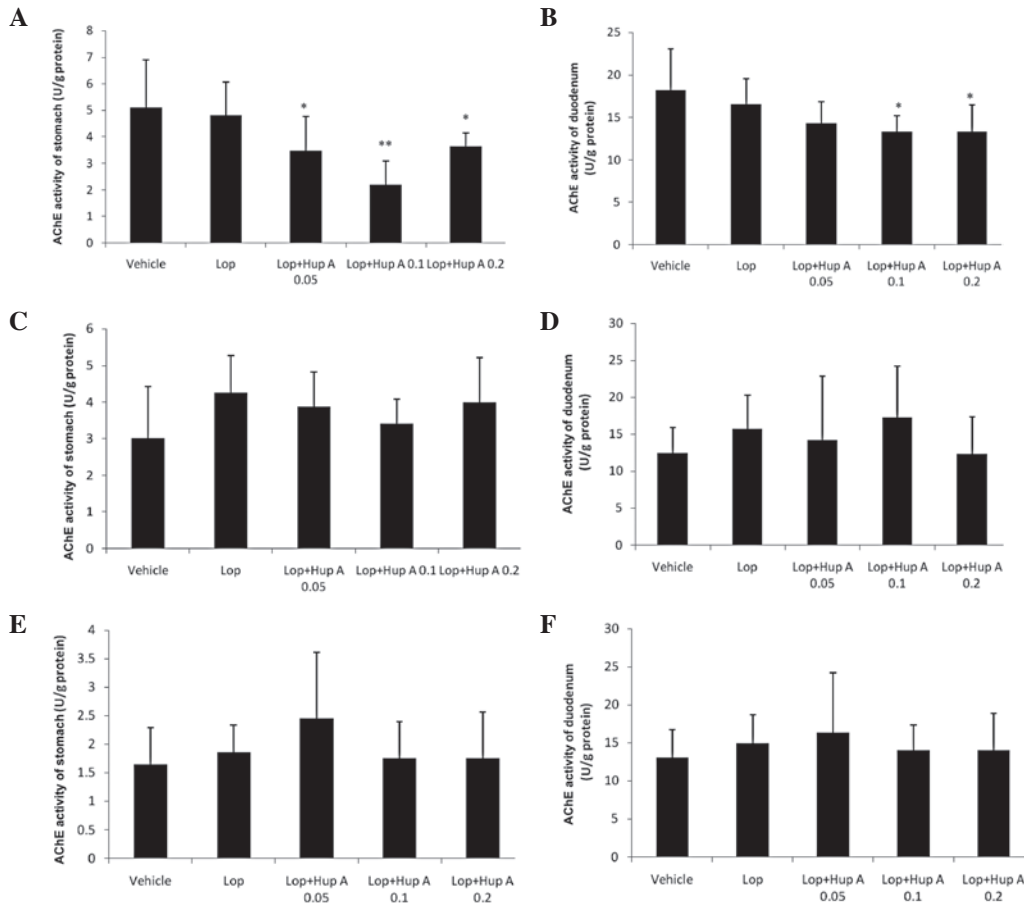 A
AChE activity of stomach (U/g protein)
8
7
6
5
4
3
2
1
0
*
**
*
Vehicle
Lop
Lop+Hup A
0.05
Lop+Hup A 0.1
Lop+Hup A 0.2
B
AChE activity of duodenum
(U/g protein)
25
20
15
10
5
0
*
*
Vehicle
Lop
Lop+Hup A
0.05
Lop+Hup A
0.1
Lop+Hup A
0.2
C
AChE activity of stomach (U/g protein)
6
5
4
3
2
1
0
Vehicle
Lop
Lop+Hup A
0.05
Lop+Hup A 0.1
Lop+Hup A 0.2
D
AChE activity of duodenum
(U/g protein)
30
25
20
15
10
5
0
Vehicle
Lop
Lop+Hup A
0.05
Lop+Hup A
0.1
Lop+Hup A
0.2
E
AChE activity of stomach (U/g protein)
4
3.5
3
2.5
2
1.5
1
0.5
0
Vehicle
Lop
Lop+Hup A
0.05
Lop+Hup A
0.1
Lop+Hup A
0.2
F
AChE activity of duodenum
(U/g protein)
30
25
20
15
10
5
0
Vehicle
Lop
Lop+Hup A
0.05
Lop+Hup A
0.1
Lop+Hup A
0.2